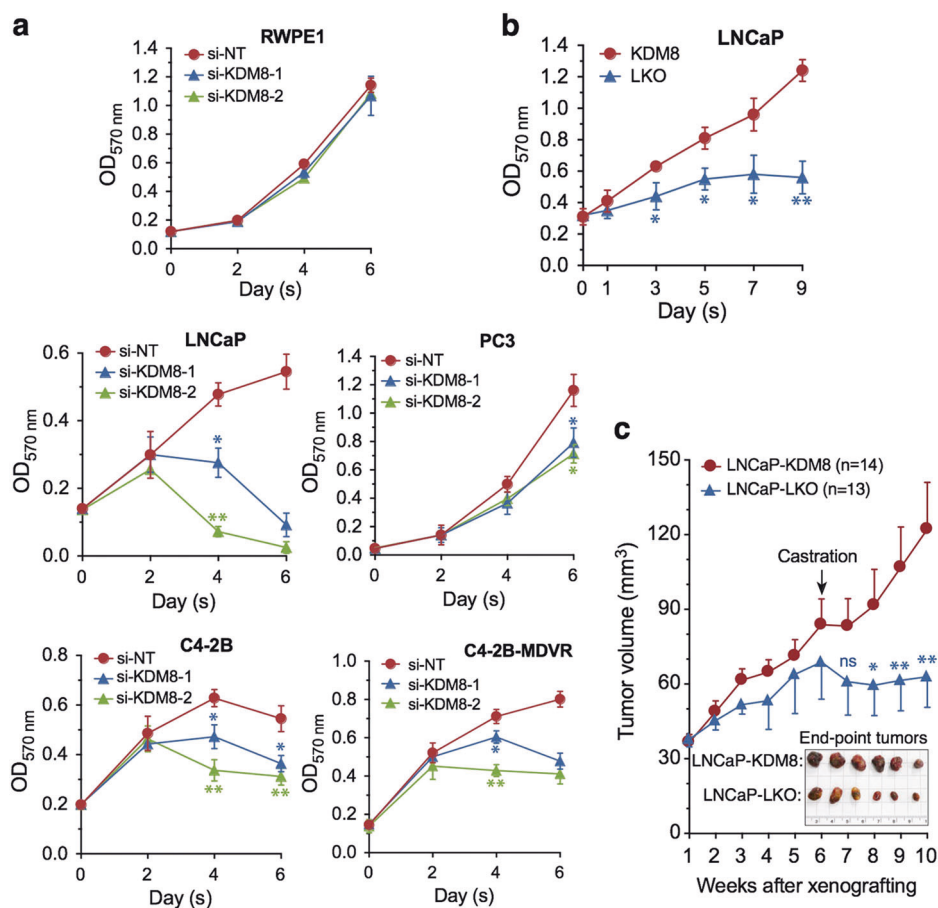 a
RWPE1
si-NT
si-KDM8-1
si-KDM8-2
OD570 nm
1.4
1.2
1.0
0.8
0.6
0.4
0.2
0.0
0 2 4 6
Day (s)
b
LNCaP
KDM8
LKO
OD570 nm
1.4
1.2
1.0
0.8
0.6
0.4
0.2
0.0
* * * **
0 1 3 5 7 9
Day (s)
LNCaP
si-NT
si-KDM8-1
si-KDM8-2
OD570 nm
0.6
0.4
0.2
0.0
*
**
0 2 4 6
Day (s)
PC3
si-NT
si-KDM8-1
si-KDM8-2
OD570 nm
1.4
1.2
1.0
0.8
0.6
0.4
0.2
0.0
*
*
0 2 4 6
Day (s)
C4-2B
si-NT
si-KDM8-1
si-KDM8-2
OD570 nm
0.8
0.6
0.4
0.2
0.0
* *
** **
0 2 4 6
Day (s)
C4-2B-MDVR
si-NT
si-KDM8-1
si-KDM8-2
OD570 nm
1.0
0.8
0.6
0.4
0.2
0.0
*
**
0 2 4 6
Day (s)
c
LNCaP-KDM8 (n=14)
LNCaP-LKO (n=13)
Tumor volume (mm3)
150
120
90
60
30
0
Castration
ns * ** **
End-point tumors
LNCaP-KDM8:
LNCaP-LKO:
1 2 3 4 5 6 7 8 9 10
Weeks after xenografting